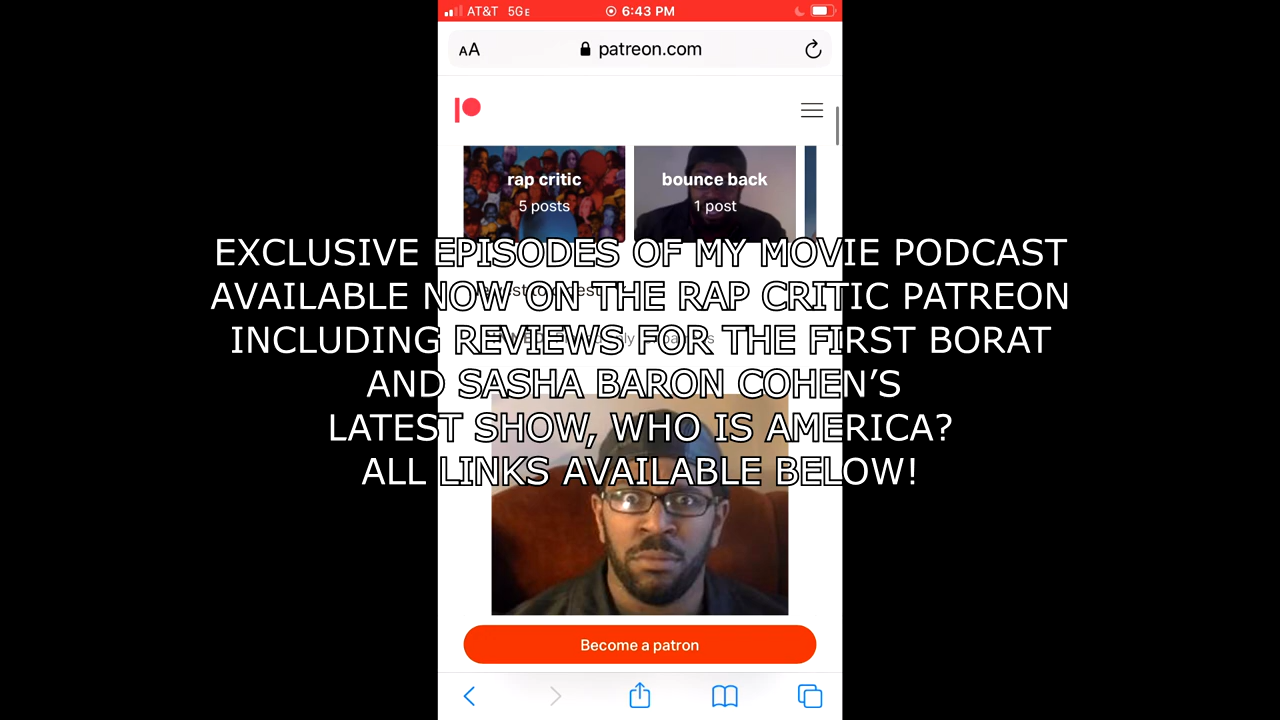 AT&T 5GE 6:43 PM
AA patreon.com
rap critic
5 posts
bounce back
1 post
EXCLUSIVE EPISODES OF MY MOVIE PODCAST
AVAILABLE NOW ON THE RAP CRITIC PATREON
INCLUDING REVIEWS FOR THE FIRST BORAT
AND SASHA BARON COHEN’S
LATEST SHOW, WHO IS AMERICA?
ALL LINKS AVAILABLE BELOW!
Become a patron